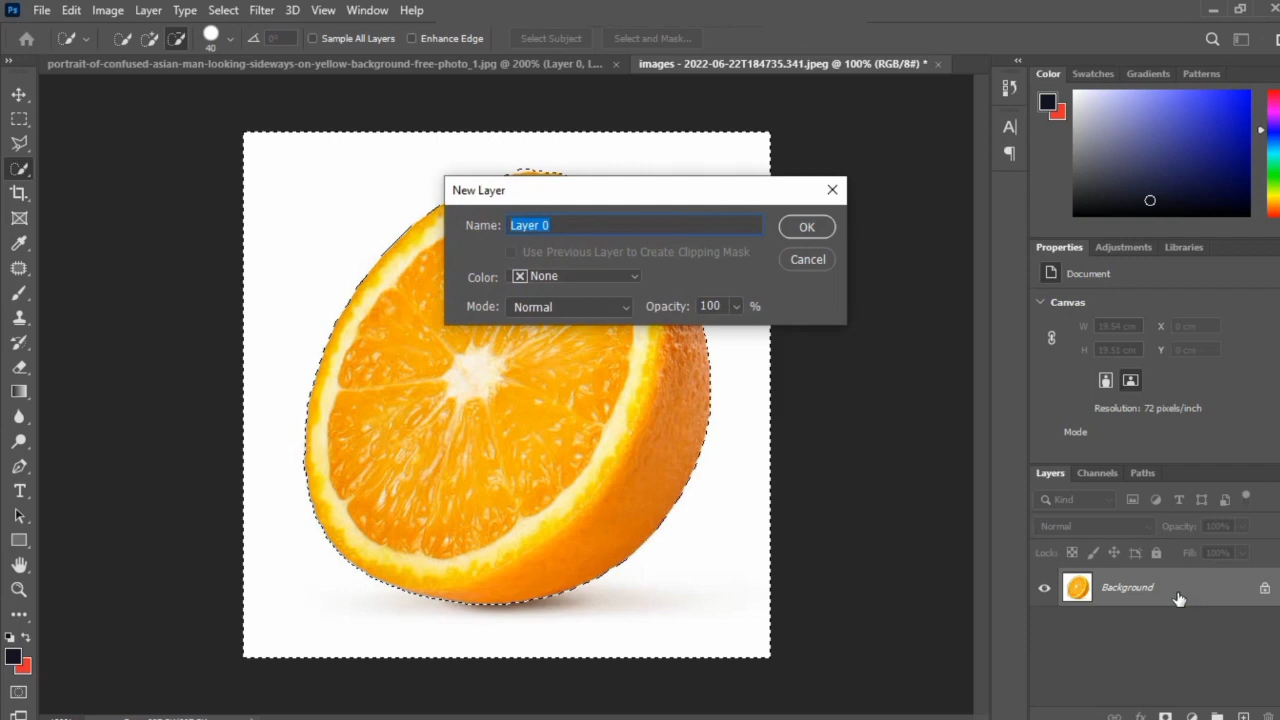 Ps File Edit Image Layer Type Select Filter 3D View Window Help
40 0° Sample All Layers Enhance Edge Select Subject Select and Mask...
portrait-of-confused-asian-man-looking-sideways-on-yellow-background-free-photo_1.jpg @ 200% (Layer 0, L... × images - 2022-06-22T184735.341.jpeg @ 100% (RGB/8#) * ×
Color Swatches Gradients Patterns
New Layer
Name: Layer 0 OK
Use Previous Layer to Create Clipping Mask Cancel
Color: None
Mode: Normal Opacity: 100 %
Properties Adjustments Libraries
Document
Canvas
W 19.54 cm X 0 cm
H 19.51 cm Y 0 cm
Resolution: 72 pixels/inch
Mode
Layers Channels Paths
Kind
Normal Opacity: 100%
Lock: Fill: 100%
Background